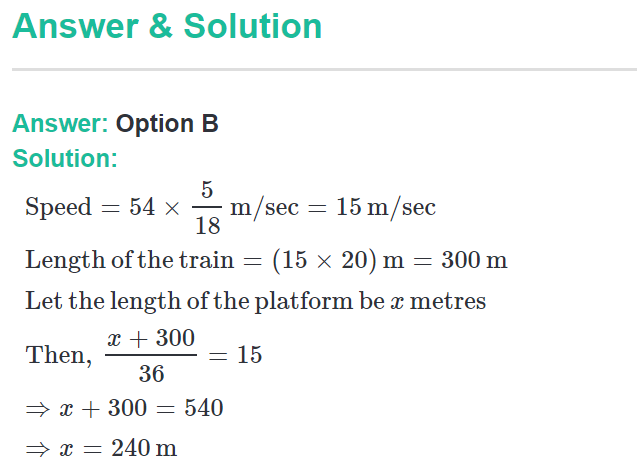 Answer & Solution
Answer: Option B
Solution:
Speed = 54 × 5/18 m/sec = 15 m/sec
Length of the train = (15 × 20) m = 300 m
Let the length of the platform be x metres
Then, x + 300/36 = 15
⇒ x + 300 = 540
⇒ x = 240 m